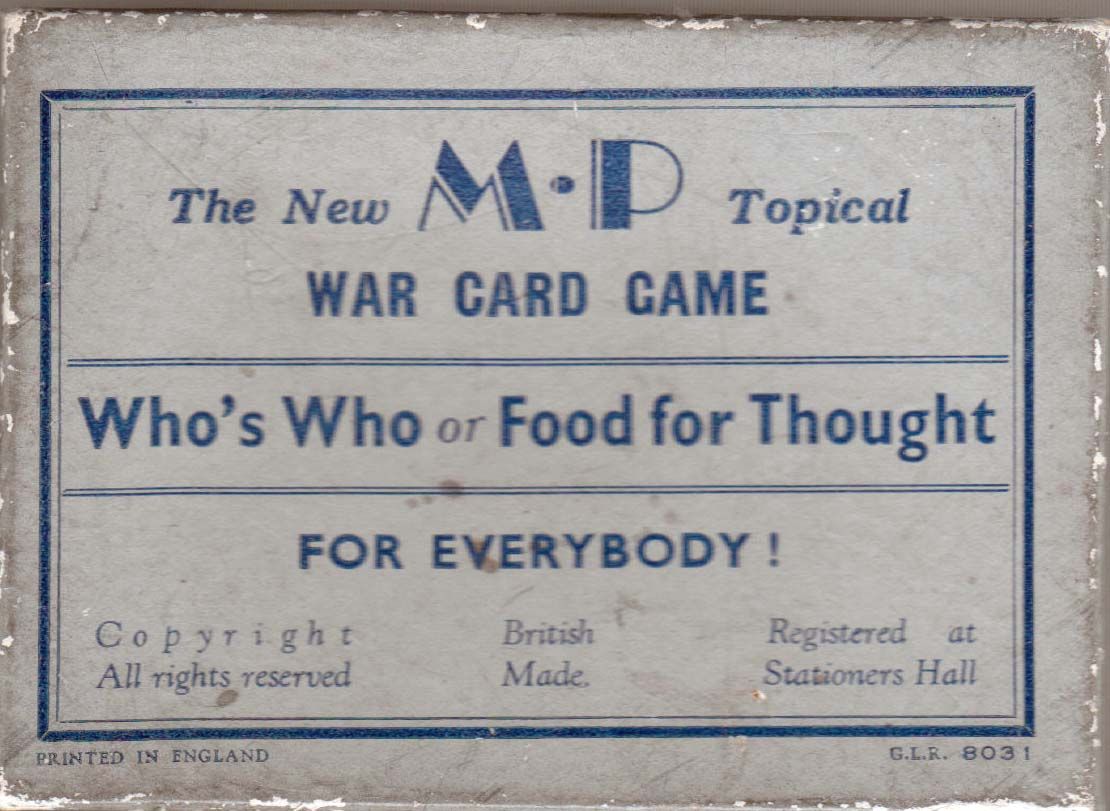 The New M·P Topical
WAR CARD GAME
Who's Who or Food for Thought
FOR EVERYBODY!
Copyright British Registered at
All rights reserved Made. Stationers Hall
PRINTED IN ENGLAND G.L.R. 8031